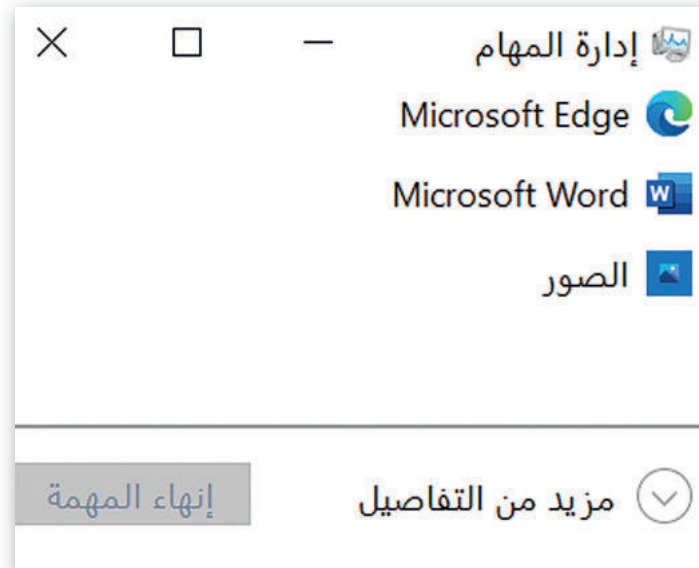 إدارة المهام
Microsoft Edge
Microsoft Word
الصور
مزيد من التفاصيل
إنهاء المهمة